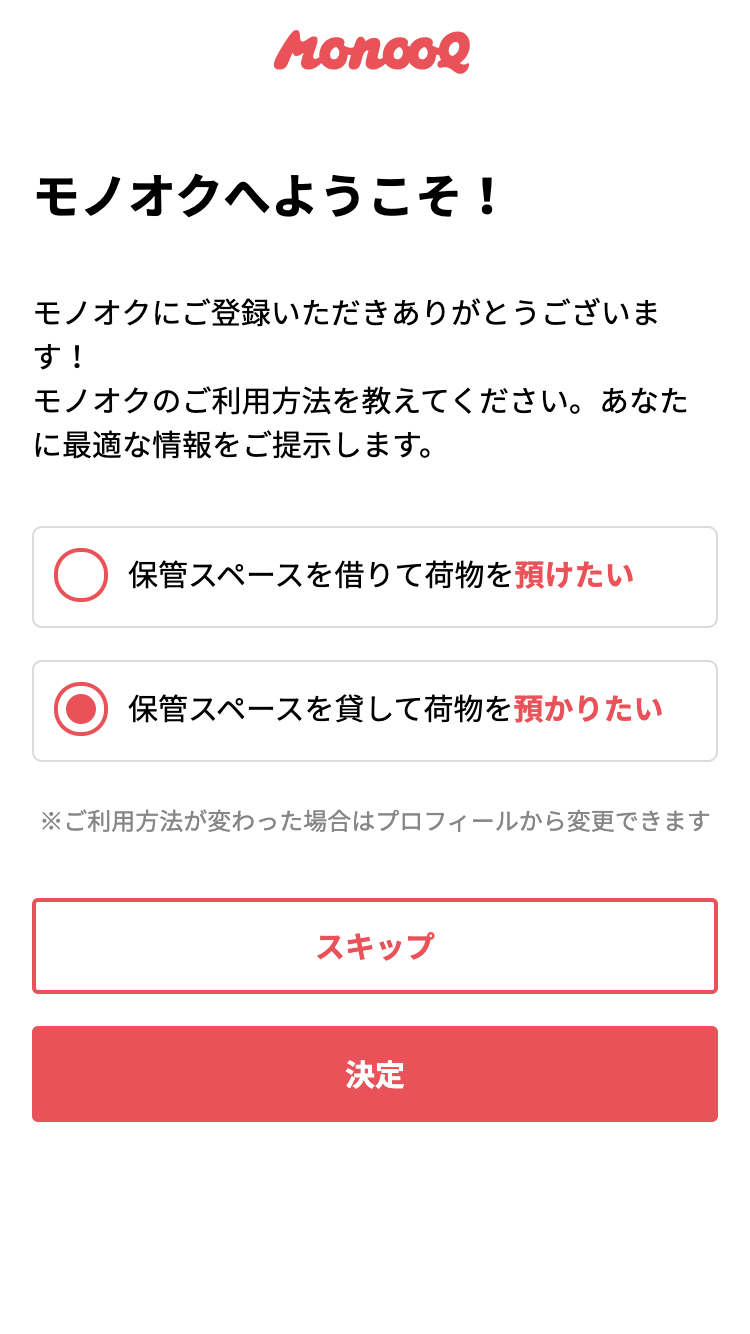 MonooQ
モノオクへようこそ！
モノオクにご登録いただきありがとうございま
す！
モノオクのご利用方法を教えてください。あなた
に最適な情報をご提示します。
保管スペースを借りて荷物を預けたい
保管スペースを貸して荷物を預かりたい
※ご利用方法が変わった場合はプロフィールから変更できます
スキップ
決定